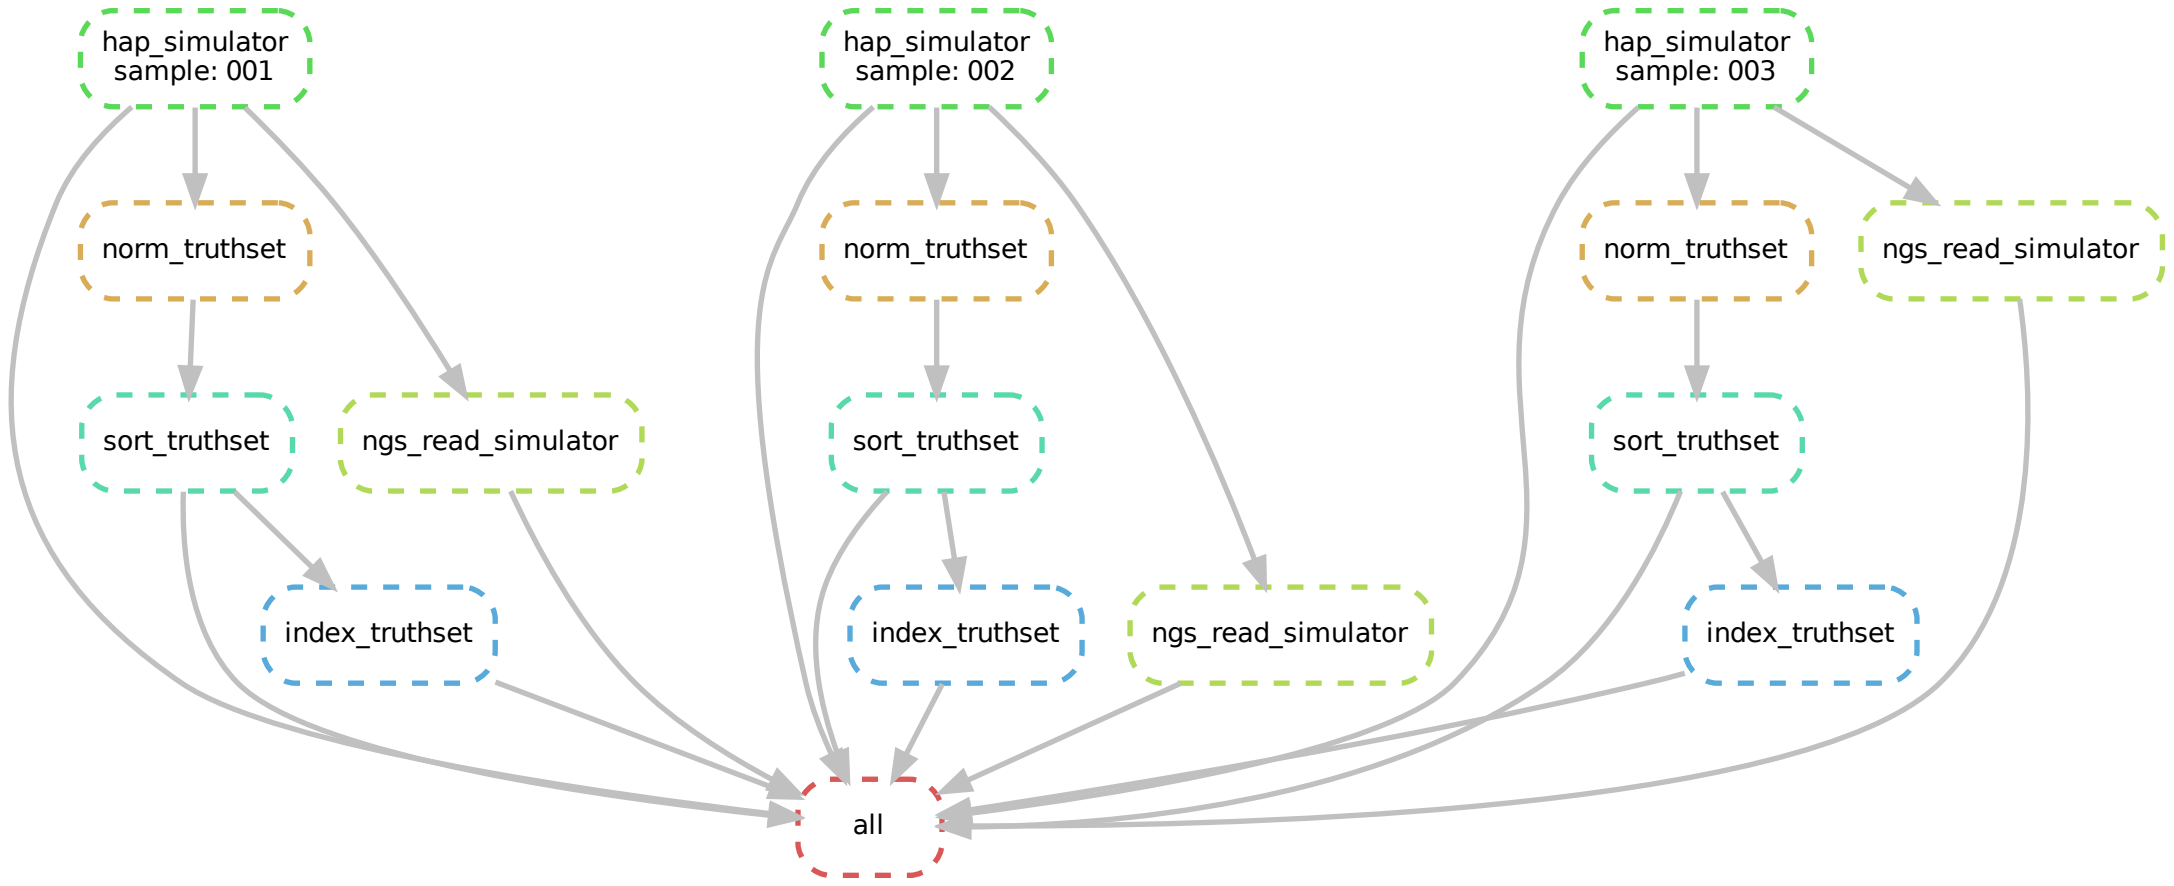 hap_simulator
sample: 001
hap_simulator
sample: 002
hap_simulator
sample: 003
norm_truthset
norm_truthset
norm_truthset
ngs_read_simulator
sort_truthset
ngs_read_simulator
sort_truthset
sort_truthset
index_truthset
index_truthset
ngs_read_simulator
index_truthset
all